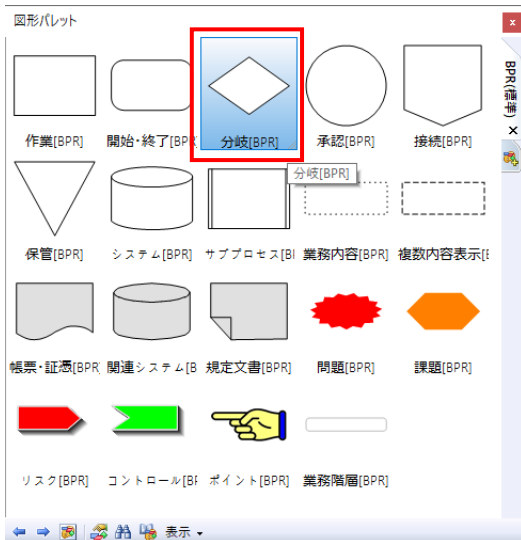 図形パレット
x
作業[BPR] 開始・終了[BPR 分岐[BPR] 承認[BPR] 接続[BPR]
分岐[BPR]
保管[BPR] システム[BPR] サブプロセス[B 業務内容[BPR] 複数内容表示[
帳票・証憑[BPR 関連システム[B 規定文書[BPR] 問題[BPR] 課題[BPR]
リスク[BPR] コントロール[BF ポイント[BPR] 業務階層[BPR]
表示
BPR(標準) ×